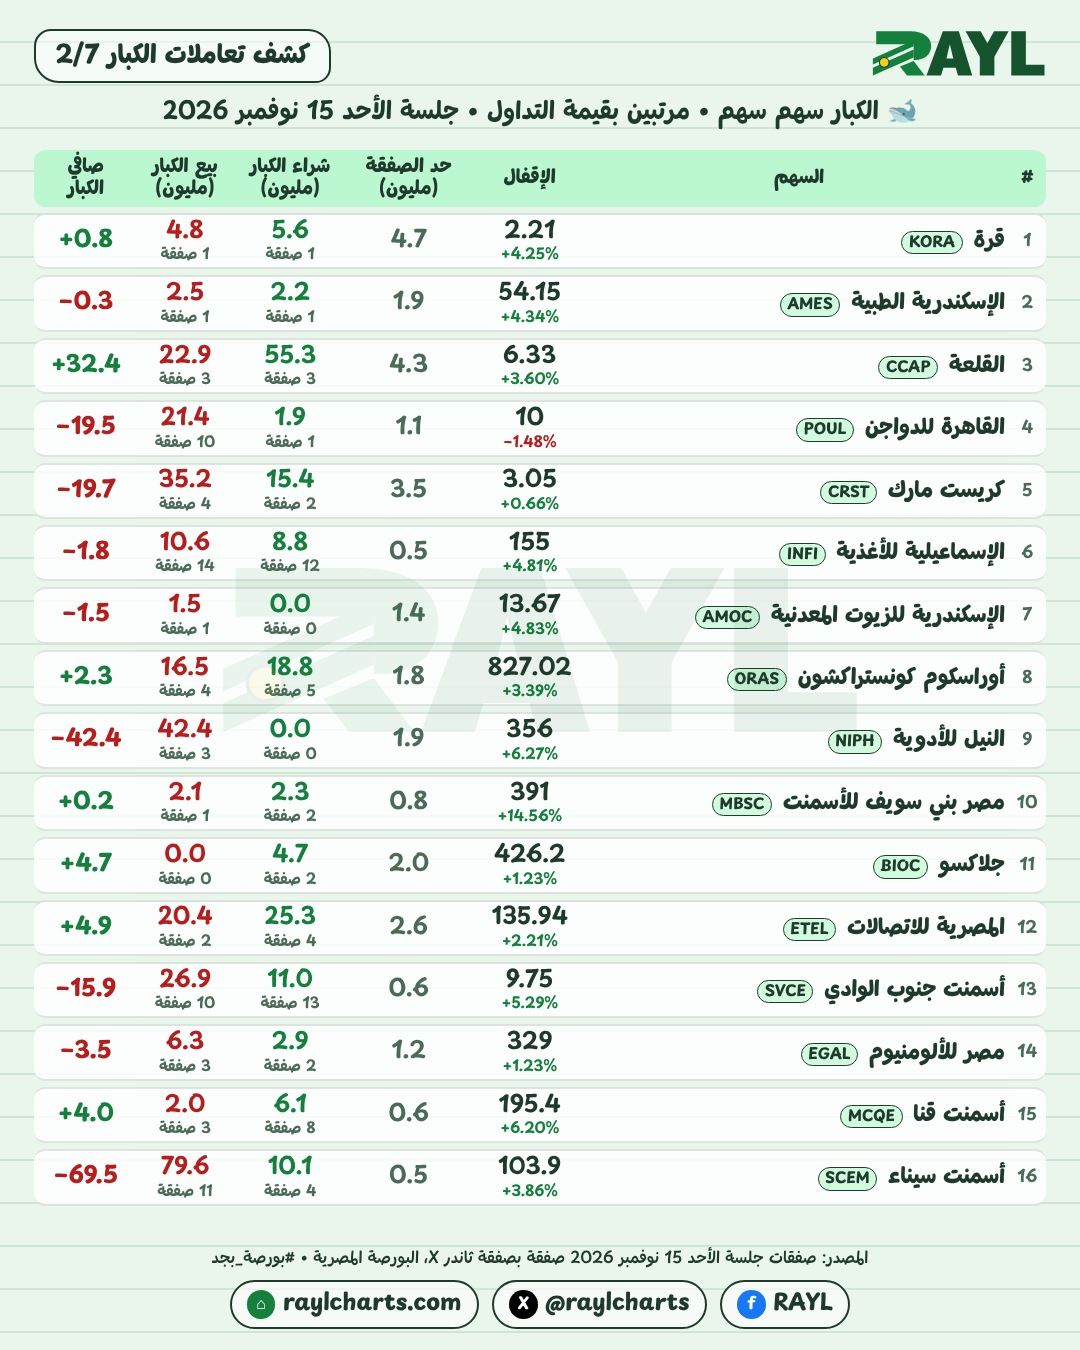 RAYL
كشف تعاملات الكبار 2/7
🐋 الكبار سهم سهم • مرتبين بقيمة التداول • جلسة الأحد 15 نوفمبر 2026
# السهم الإقفال حد الصفقة (مليون) شراء الكبار (مليون) بيع الكبار (مليون) صافي الكبار
1 قرة KORA 2.21 4.7 5.6 4.8 +0.8
+4.25% 1 صفقة 1 صفقة
2 الإسكندرية الطبية AMES 54.15 1.9 2.2 2.5 −0.3
+4.34% 1 صفقة 1 صفقة
3 القلعة CCAP 6.33 4.3 55.3 22.9 +32.4
+3.60% 3 صفقة 3 صفقة
4 القاهرة للدواجن POUL 10 1.1 1.9 21.4 −19.5
−1.48% 1 صفقة 10 صفقة
5 كريست مارك CRST 3.05 3.5 15.4 35.2 −19.7
+0.66% 2 صفقة 4 صفقة
6 الإسماعيلية للأغذية INFI 155 0.5 8.8 10.6 −1.8
+4.81% 12 صفقة 14 صفقة
7 الإسكندرية للزيوت المعدنية AMOC 13.67 1.4 0.0 1.5 −1.5
+4.83% 0 صفقة 1 صفقة
8 أوراسكوم كونستراكشون ORAS 827.02 1.8 18.8 16.5 +2.3
+3.39% 5 صفقة 4 صفقة
9 النيل للأدوية NIPH 356 1.9 0.0 42.4 −42.4
+6.27% 0 صفقة 3 صفقة
10 مصر بني سويف للأسمنت MBSC 391 0.8 2.3 2.1 +0.2
+14.56% 2 صفقة 1 صفقة
11 جلاكسو BIOC 426.2 2.0 4.7 0.0 +4.7
+1.23% 2 صفقة 0 صفقة
12 المصرية للاتصالات ETEL 135.94 2.6 25.3 20.4 +4.9
+2.21% 4 صفقة 2 صفقة
13 أسمنت جنوب الوادي SVCE 9.75 0.6 11.0 26.9 −15.9
+5.29% 13 صفقة 10 صفقة
14 مصر للألومنيوم EGAL 329 1.2 2.9 6.3 −3.5
+1.23% 2 صفقة 3 صفقة
15 أسمنت قنا MCQE 195.4 0.6 6.1 2.0 +4.0
+6.20% 8 صفقة 3 صفقة
16 أسمنت سيناء SCEM 103.9 0.5 10.1 79.6 −69.5
+3.86% 4 صفقة 11 صفقة
RAYL
المصدر: صفقات جلسة الأحد 15 نوفمبر 2026 صفقة بصفقة ثاندر X، البورصة المصرية • #بورصة_بجد
raylcharts.com
X @raylcharts
f RAYL